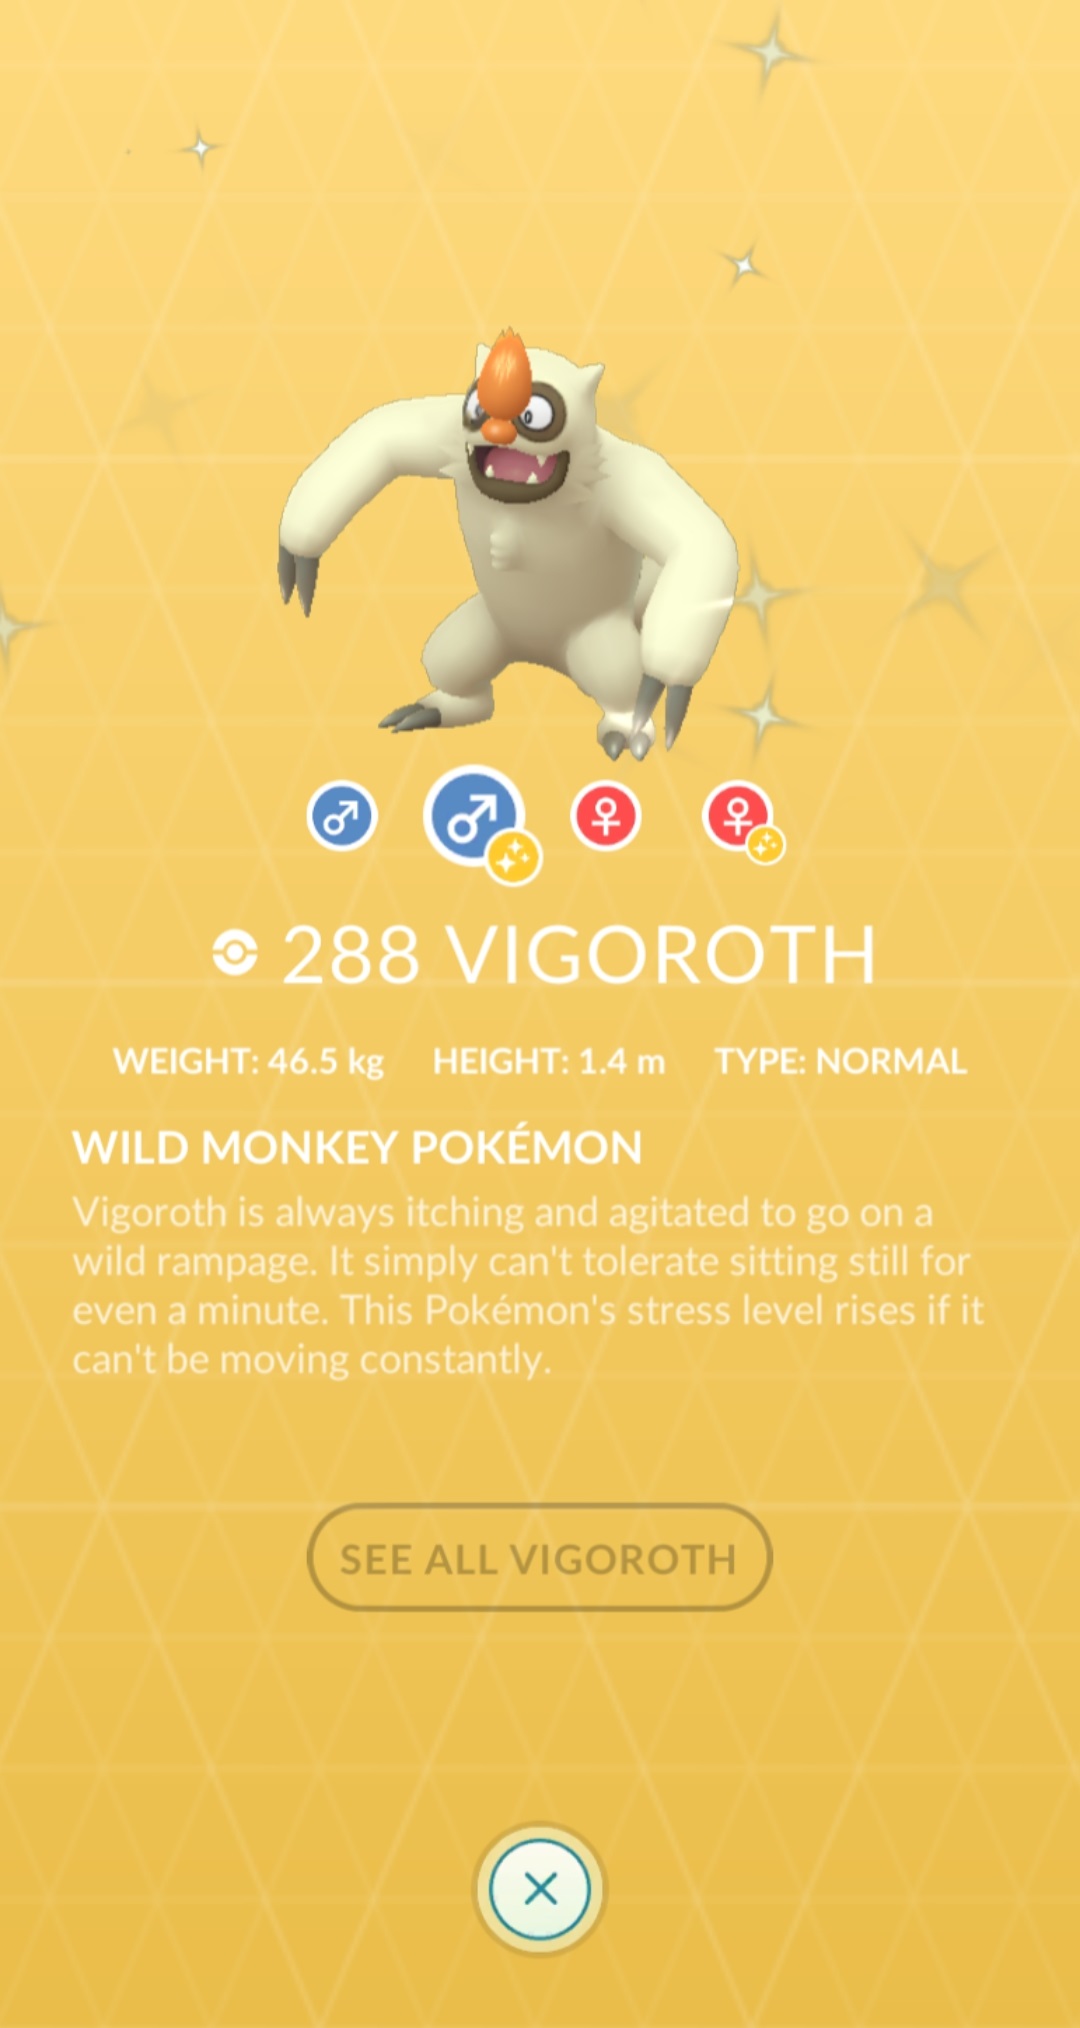 288 VIGOROTH
WEIGHT: 46.5 kg HEIGHT: 1.4 m TYPE: NORMAL
WILD MONKEY POKÉMON
Vigoroth is always itching and agitated to go on a
wild rampage. It simply can't tolerate sitting still for
even a minute. This Pokémon's stress level rises if it
can't be moving constantly.
SEE ALL VIGOROTH